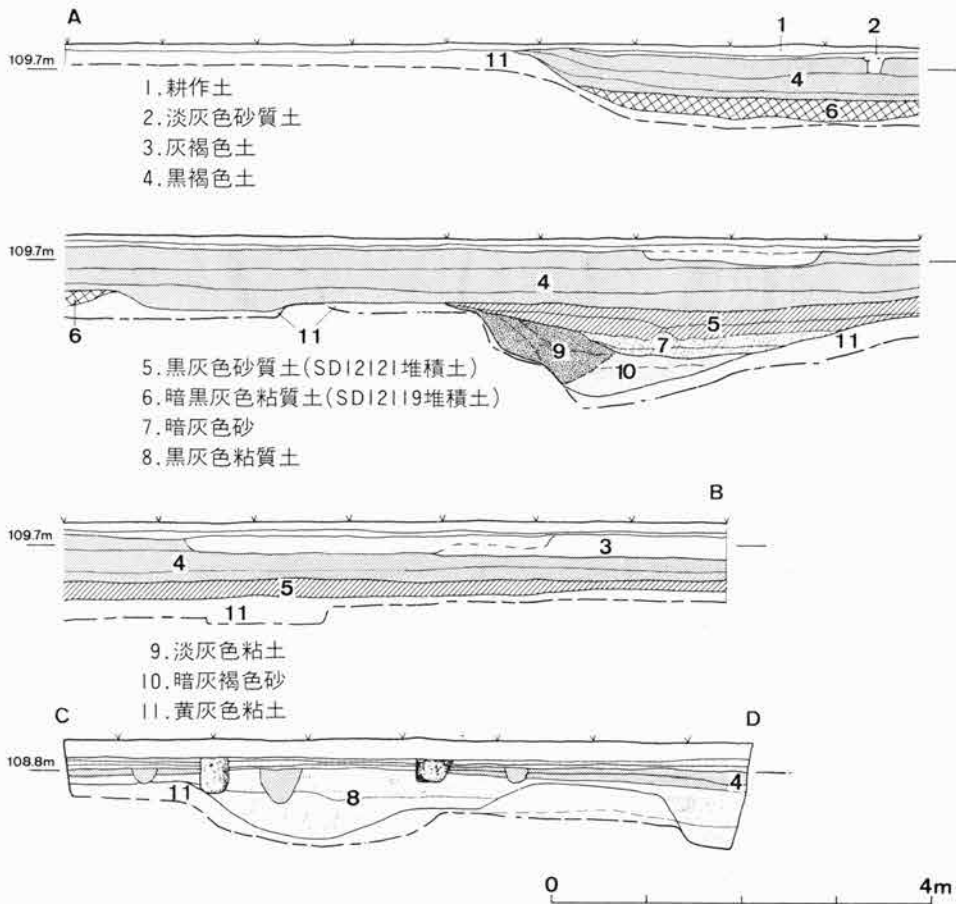 A
1 2
109.7m
11
4
6
1.耕作土
2.淡灰色砂質土
3.灰褐色土
4.黒褐色土
109.7m
4
6
11
5
7
9
10
11
5.黒灰色砂質土(SD12121堆積土)
6.暗黒灰色粘質土(SD12119堆積土)
7.暗灰色砂
8.黒灰色粘質土
B
109.7m
3
4
5
11
9.淡灰色粘土
10.暗灰褐色砂
11.黄灰色粘土
C D
108.8m
4
11
8
0 4m